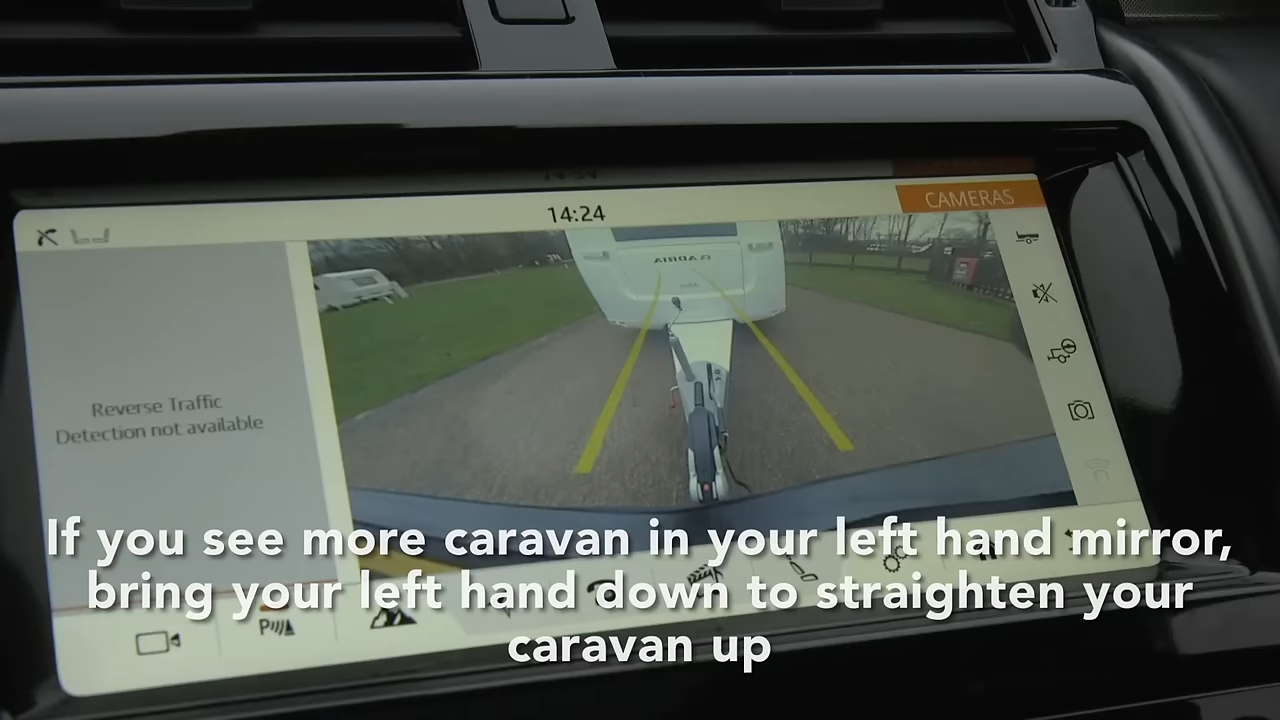 14:24
CAMERAS
ADRIA
Reverse Traffic
Detection not available
If you see more caravan in your left hand mirror,
bring your left hand down to straighten your
caravan up